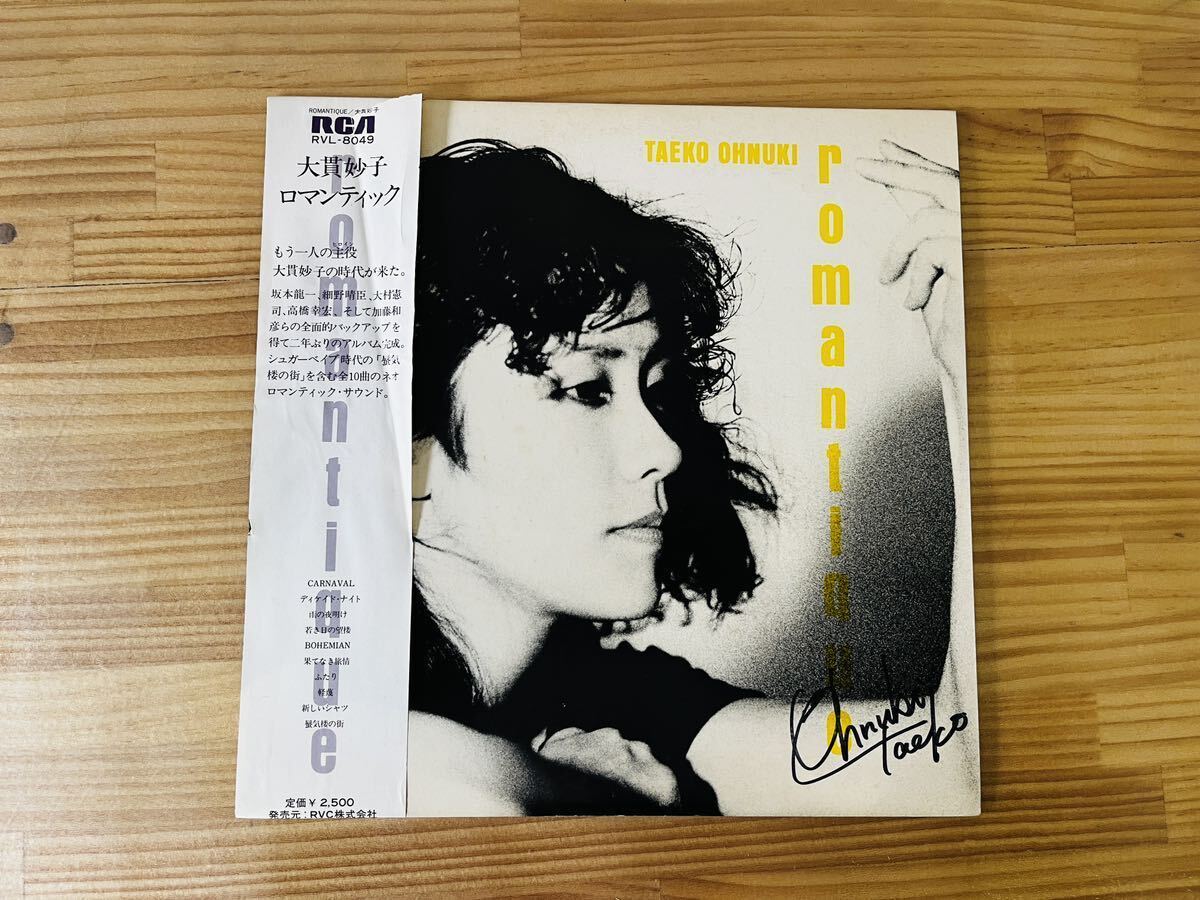 ROMANTIQUE/大貫妙子
RCA
RVL-8049
大貫妙子
ロマンティック
ヒロイン
もう一人の主役
大貫妙子の時代が来た。
坂本龍一、細野晴臣、大村憲
司、高橋幸宏、そして加藤和
彦らの全面的バックアップを
得て二年ぶりのアルバム完成。
シュガーベイブ時代の「蜃気
楼の街」を含む全10曲のネオ
ロマンティック・サウンド。
romantique
CARNAVAL
ディケイド・ナイト
雨の夜明け
若き日の望楼
BOHEMIAN
果てなき旅情
ふたり
軽蔑
新しいシャツ
蜃気楼の街
定価¥2,500
発売元:RVC株式会社
TAEKO OHNUKI
romantique
Ohnuki
Taeko